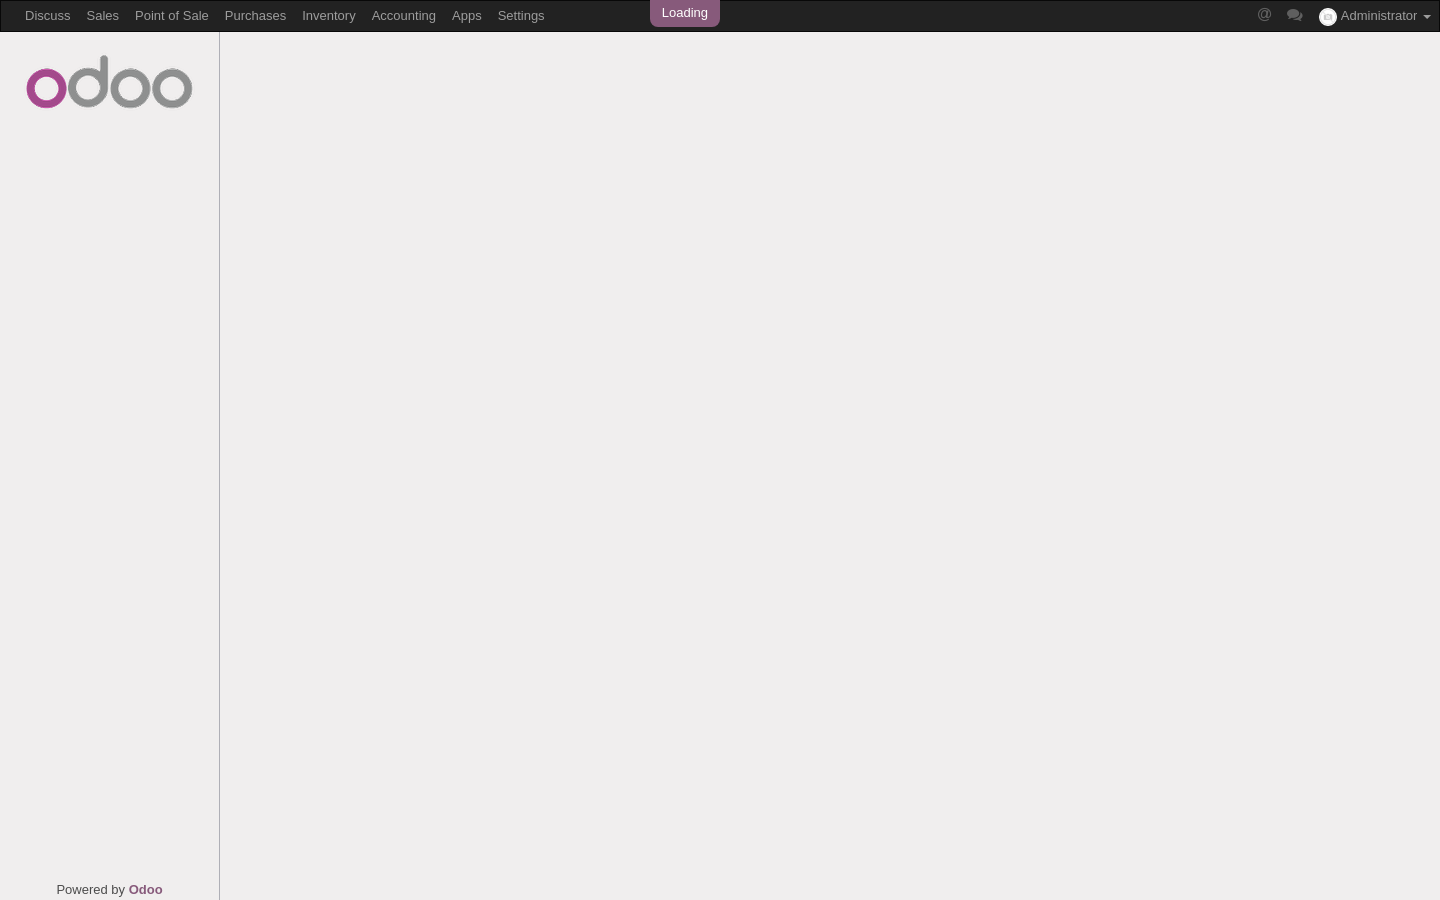 Discuss Sales Point of Sale Purchases Inventory Accounting Apps Settings Loading @ Administrator
odoo
Powered by Odoo